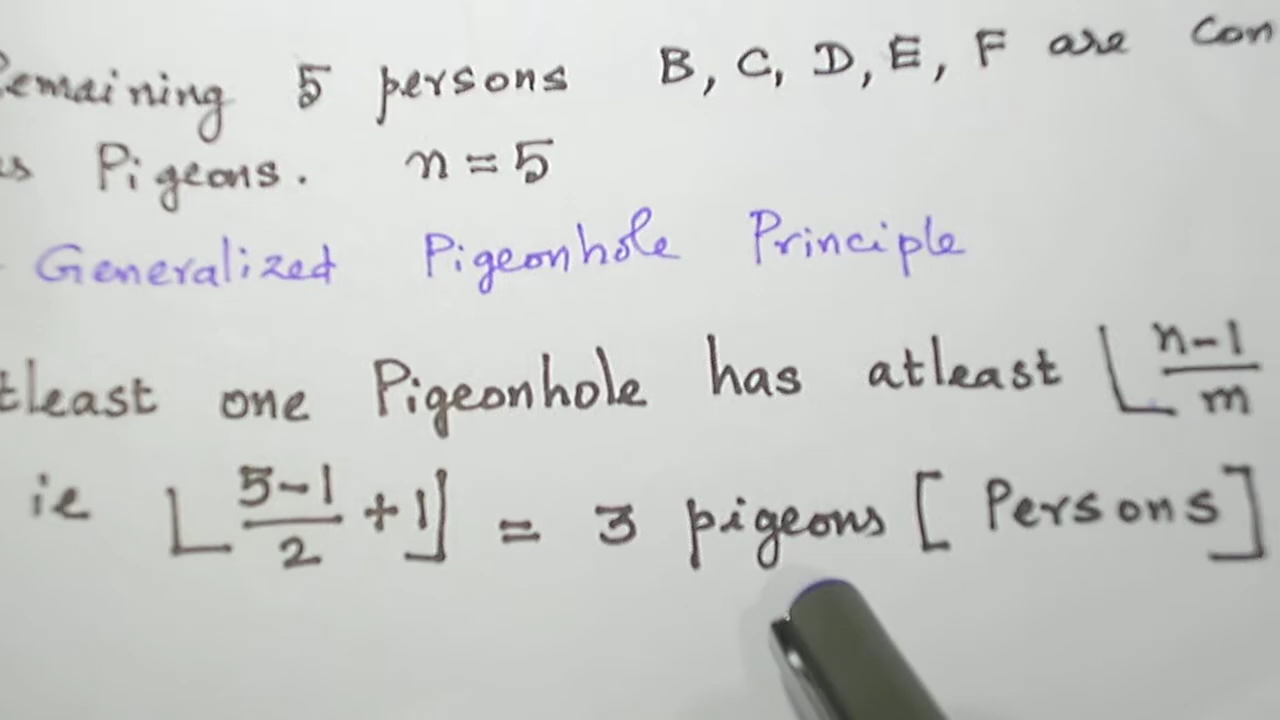 emaining 5 persons B, C, D, E, F are Con
es Pigeons. n = 5
Generalized Pigeonhole Principle
tleast one Pigeonhole has atleast ⌊ n-1 / m
ie ⌊ 5-1 / 2 + 1 ⌋ = 3 pigeons [ Persons ]